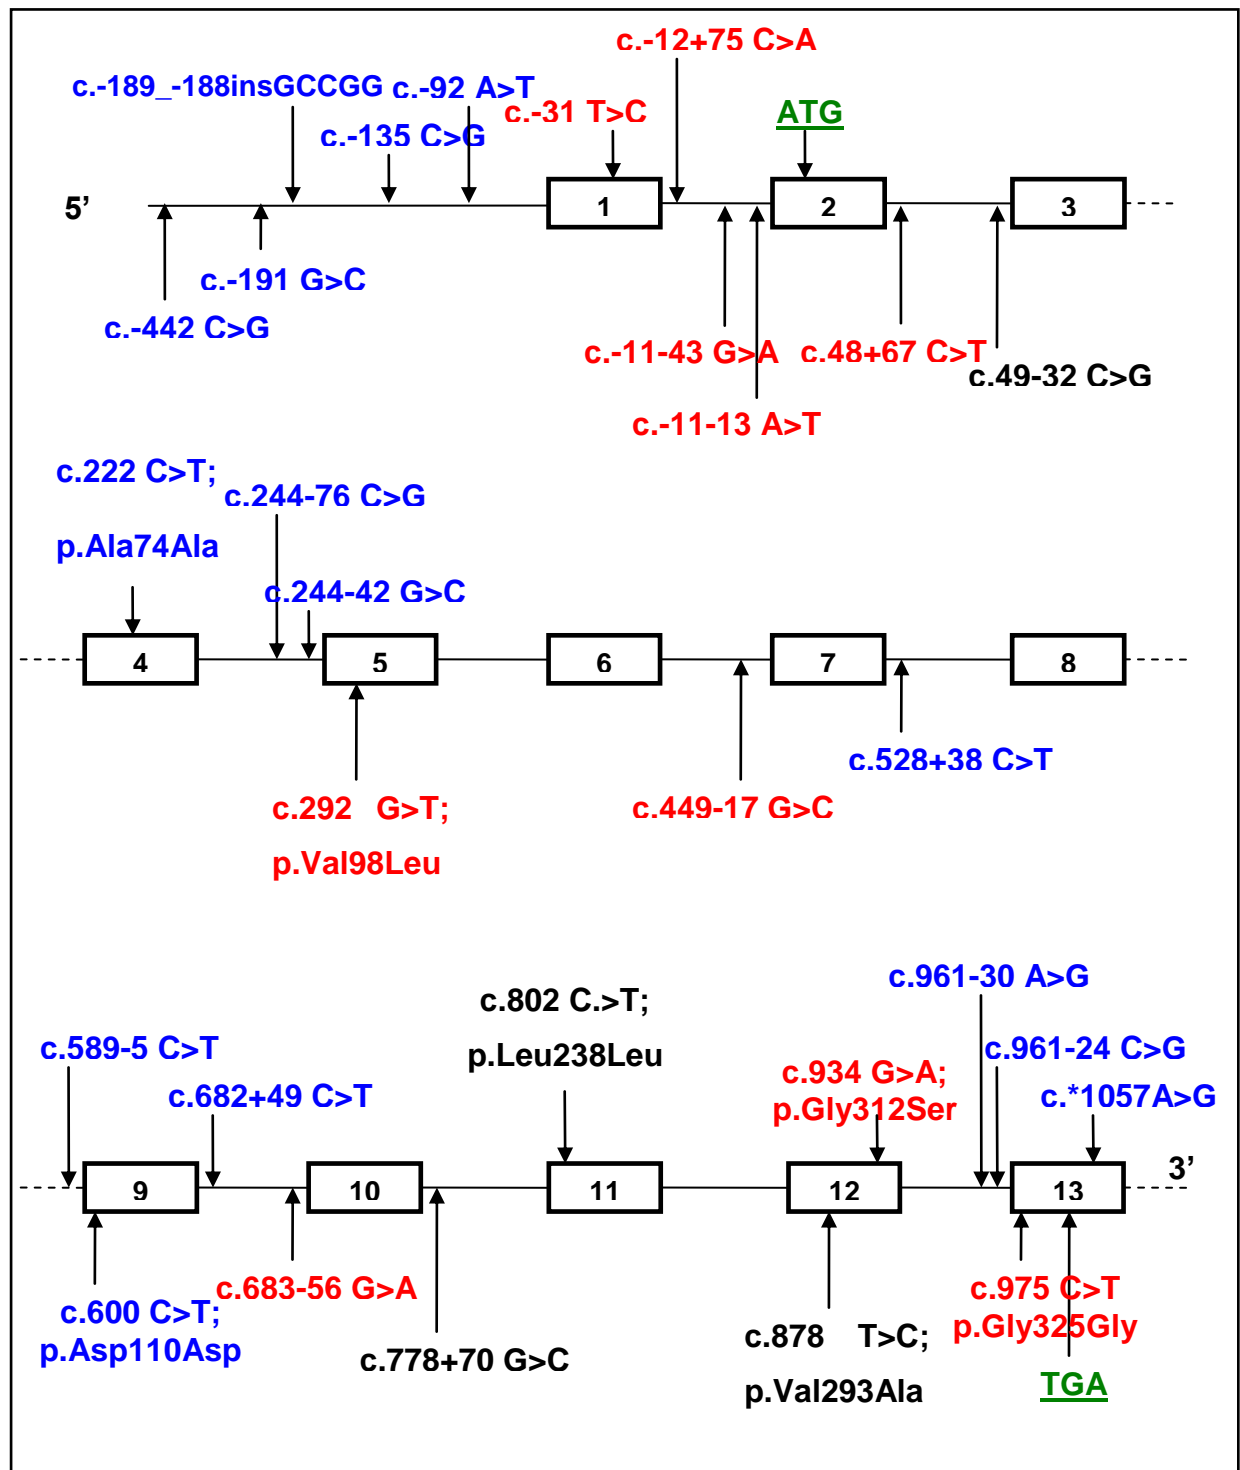 c.-12+75 C>A
c.-189_-188insGCCGG c.-92 A>T
c.-31 T>C
ATG
c.-135 C>G
5’
1
2
3
c.-191 G>C
c.-442 C>G
c.-11-43 G>A
c.48+67 C>T
c.49-32 C>G
c.-11-13 A>T
c.222 C>T;
c.244-76 C>G
p.Ala74Ala
c.244-42 G>C
4
5
6
7
8
c.528+38 C>T
c.292 G>T;
c.449-17 G>C
p.Val98Leu
c.961-30 A>G
c.802 C.>T;
c.589-5 C>T
p.Leu238Leu
c.961-24 C>G
c.934 G>A;
c.682+49 C>T
p.Gly312Ser
c.*1057A>G
3’
9
10
11
12
13
c.683-56 G>A
c.975 C>T
c.600 C>T;
p.Gly325Gly
c.878 T>C;
p.Asp110Asp
c.778+70 G>C
TGA
p.Val293Ala